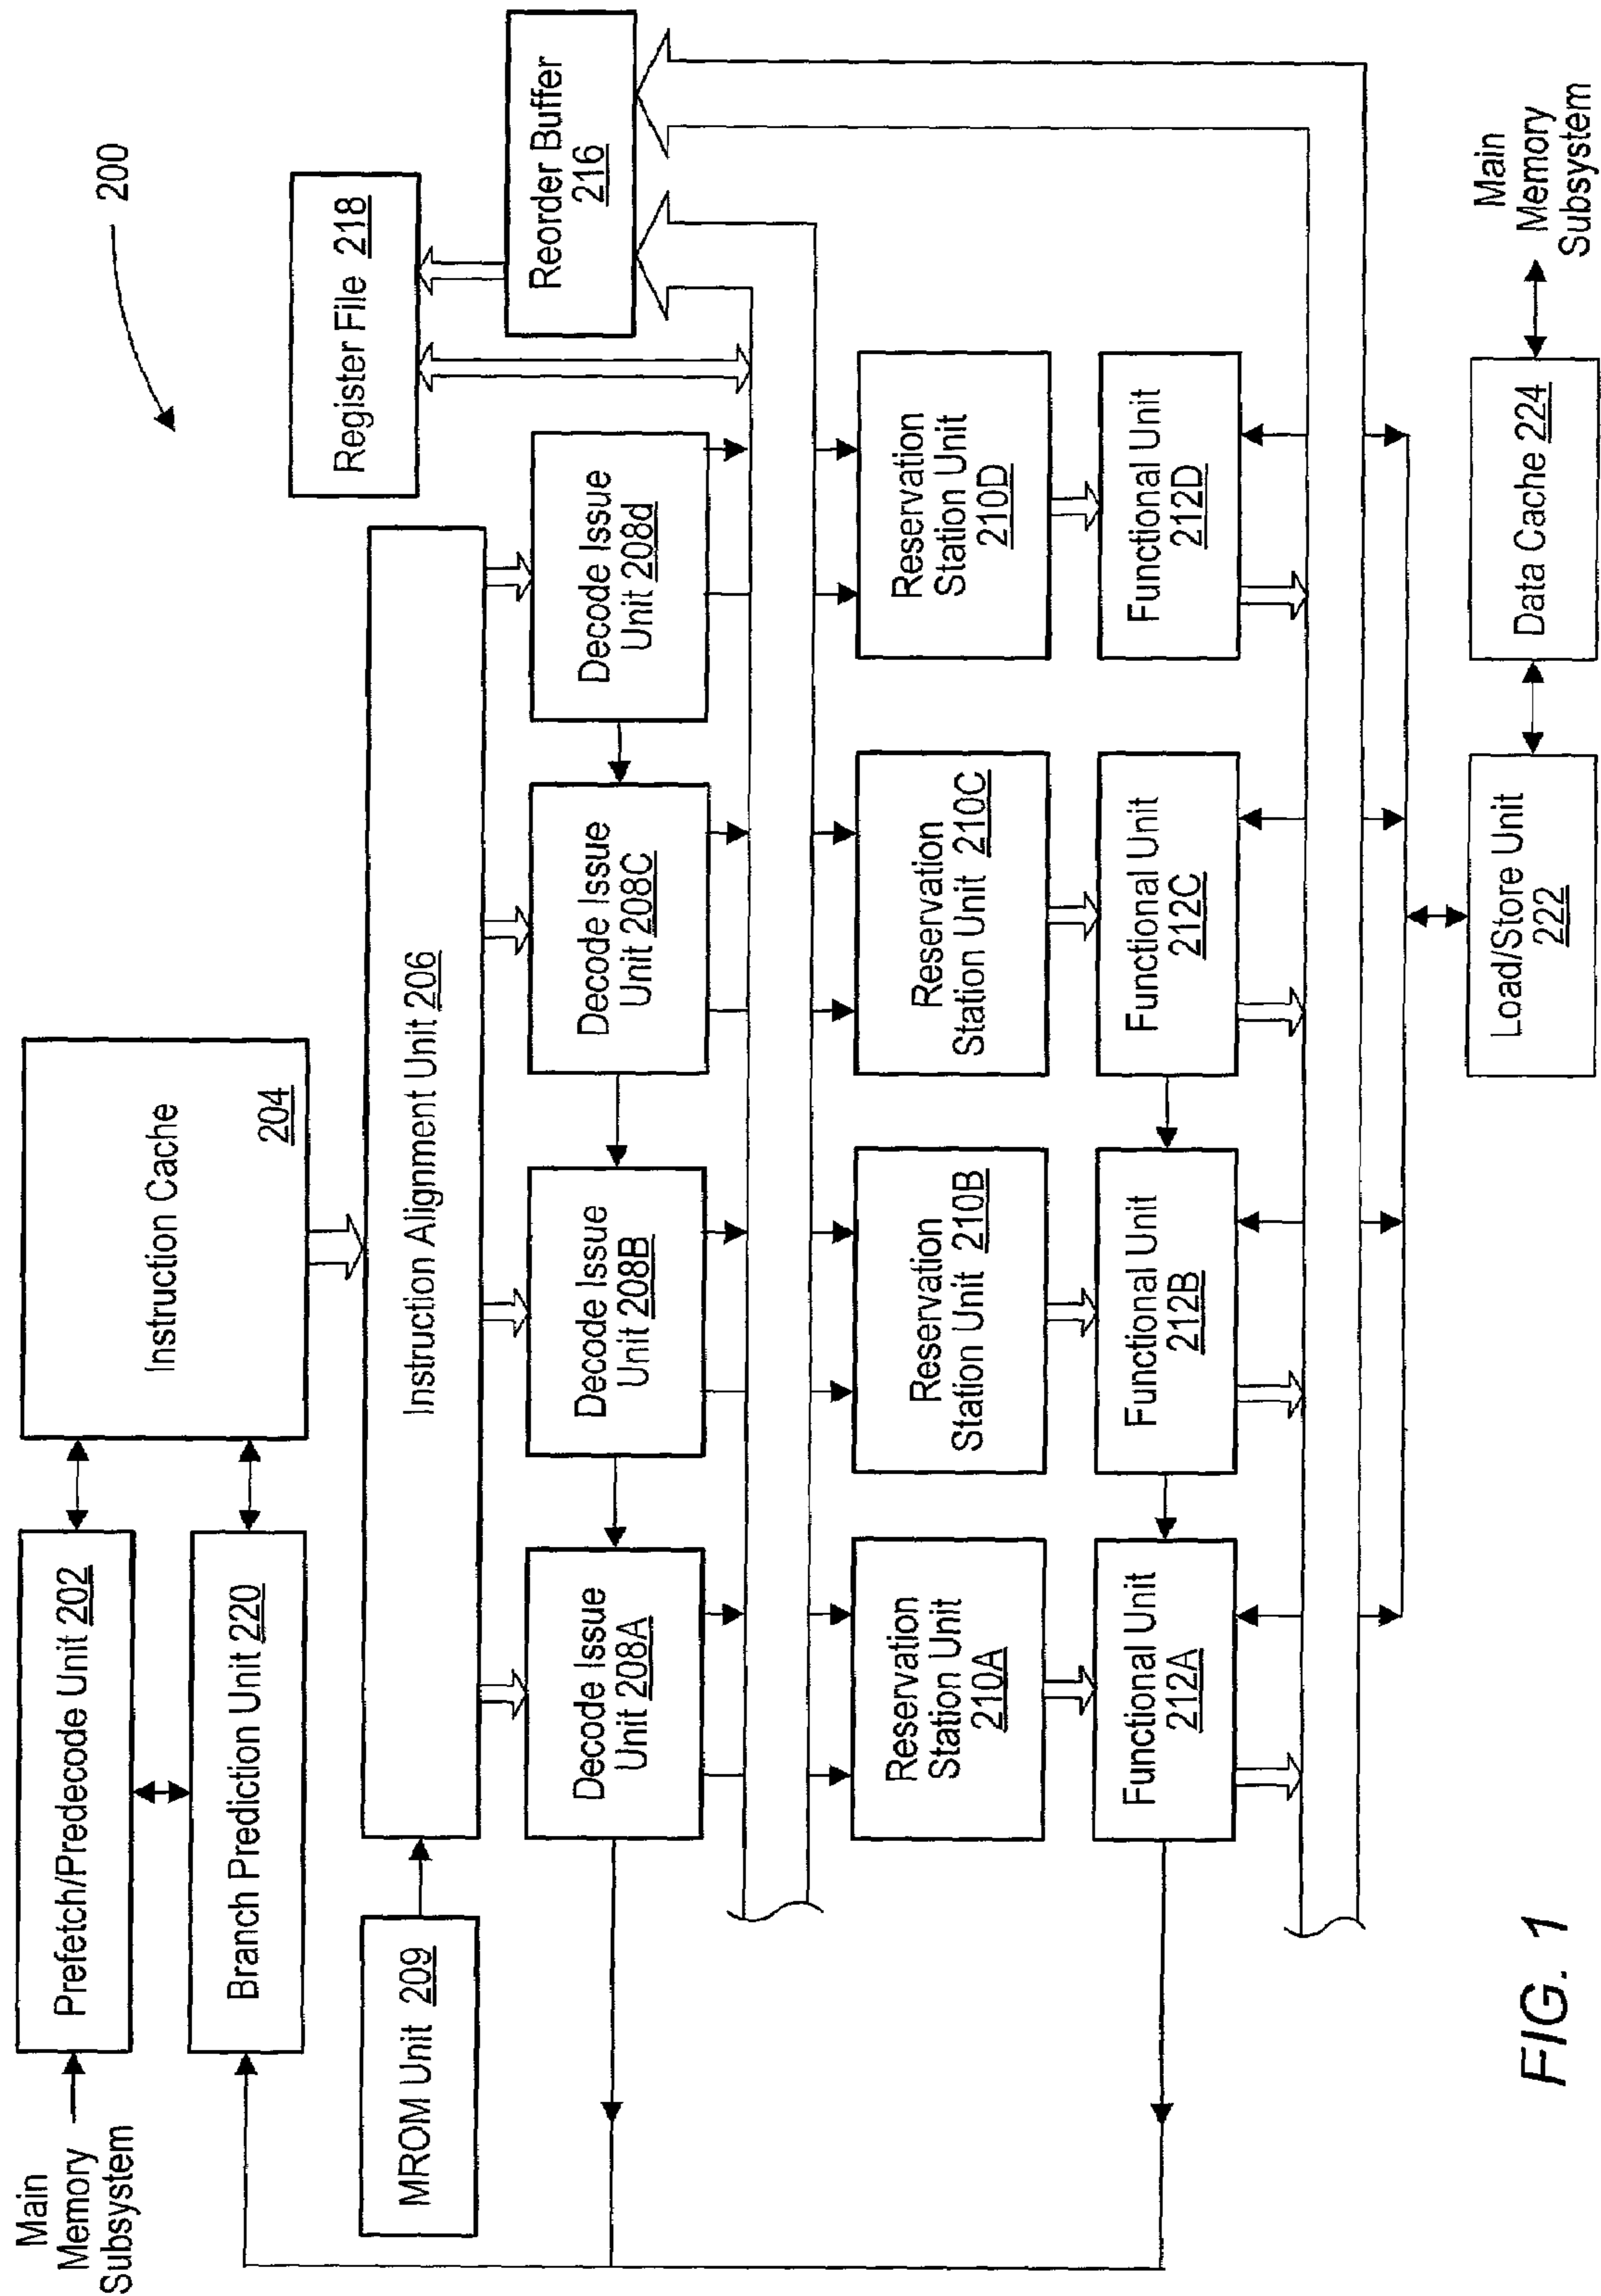 200
Main
Memory
Subsystem
Prefetch/Predecode Unit 202
Branch Prediction Unit 220
Instruction Cache
204
Register File 218
Reorder Buffer
216
MROM Unit 209
Instruction Alignment Unit 206
Decode Issue
Unit 208A
Decode Issue
Unit 208B
Decode Issue
Unit 208C
Decode Issue
Unit 208d
Reservation
Station Unit
210A
Reservation
Station Unit 210B
Reservation
Station Unit 210C
Reservation
Station Unit
210D
Functional Unit
212A
Functional Unit
212B
Functional Unit
212C
Functional Unit
212D
Load/Store Unit
222
Data Cache 224
Main
Memory
Subsystem
FIG. 1